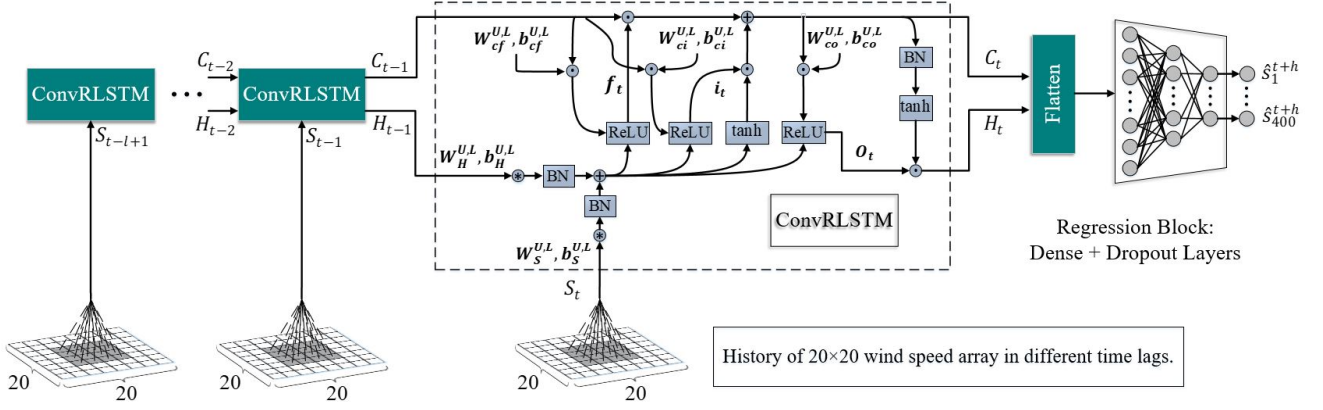 ConvRLSTM
S_{t-l+1}
C_{t-2}
H_{t-2}
ConvRLSTM
S_{t-1}
C_{t-1}
H_{t-1}
W_H^{U,L}, b_H^{U,L}
W_{cf}^{U,L}, b_{cf}^{U,L}
W_{ci}^{U,L}, b_{ci}^{U,L}
W_{co}^{U,L}, b_{co}^{U,L}
f_t
i_t
BN
tanh
ReLU
ReLU
tanh
ReLU
O_t
BN
BN
W_S^{U,L}, b_S^{U,L}
S_t
ConvRLSTM
C_t
H_t
Flatten
ŝ_1^{t+h}
ŝ_{400}^{t+h}
Regression Block:
Dense + Dropout Layers
20
20
20
20
20
20
History of 20×20 wind speed array in different time lags.